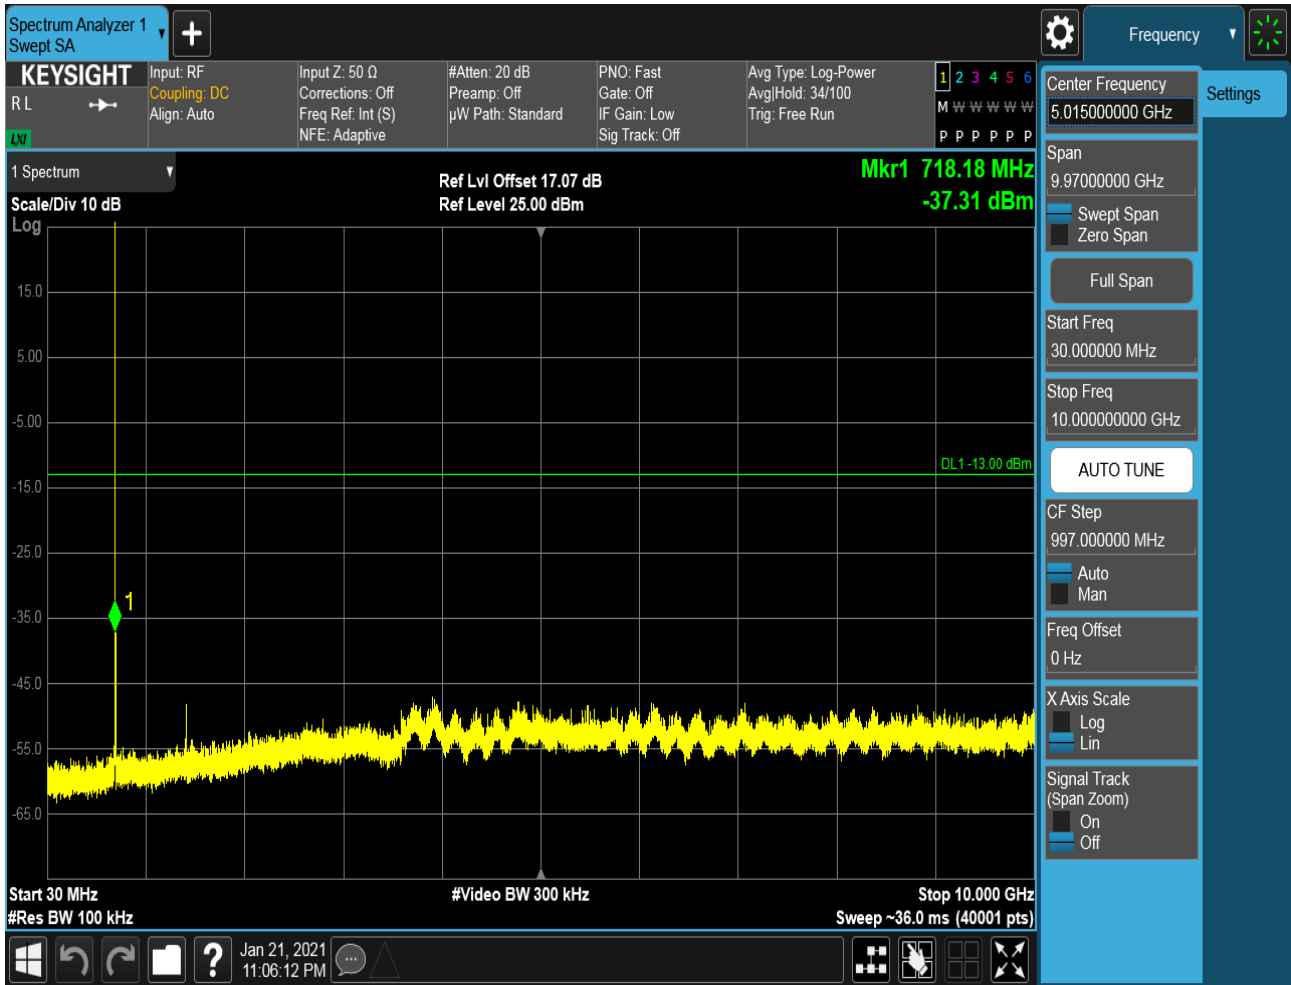 Spectrum Analyzer 1
Swept SA
Frequency
KEYSIGHT
R L
LXI
Input: RF
Coupling: DC
Align: Auto
Input Z: 50 Ω
Corrections: Off
Freq Ref: Int (S)
NFE: Adaptive
#Atten: 20 dB
Preamp: Off
µW Path: Standard
PNO: Fast
Gate: Off
IF Gain: Low
Sig Track: Off
Avg Type: Log-Power
Avg|Hold: 34/100
Trig: Free Run
1 2 3 4 5 6
M W W W W W
P P P P P P
1 Spectrum
Scale/Div 10 dB
Log
Ref Lvl Offset 17.07 dB
Ref Level 25.00 dBm
Mkr1 718.18 MHz
-37.31 dBm
15.0
5.00
-5.00
DL1 -13.00 dBm
-15.0
-25.0
1
-35.0
-45.0
-55.0
-65.0
Start 30 MHz
#Res BW 100 kHz
#Video BW 300 kHz
Stop 10.000 GHz
Sweep ~36.0 ms (40001 pts)
Center Frequency
5.015000000 GHz
Settings
Span
9.97000000 GHz
Swept Span
Zero Span
Full Span
Start Freq
30.000000 MHz
Stop Freq
10.000000000 GHz
AUTO TUNE
CF Step
997.000000 MHz
Auto
Man
Freq Offset
0 Hz
X Axis Scale
Log
Lin
Signal Track
(Span Zoom)
On
Off
?
Jan 21, 2021
11:06:12 PM